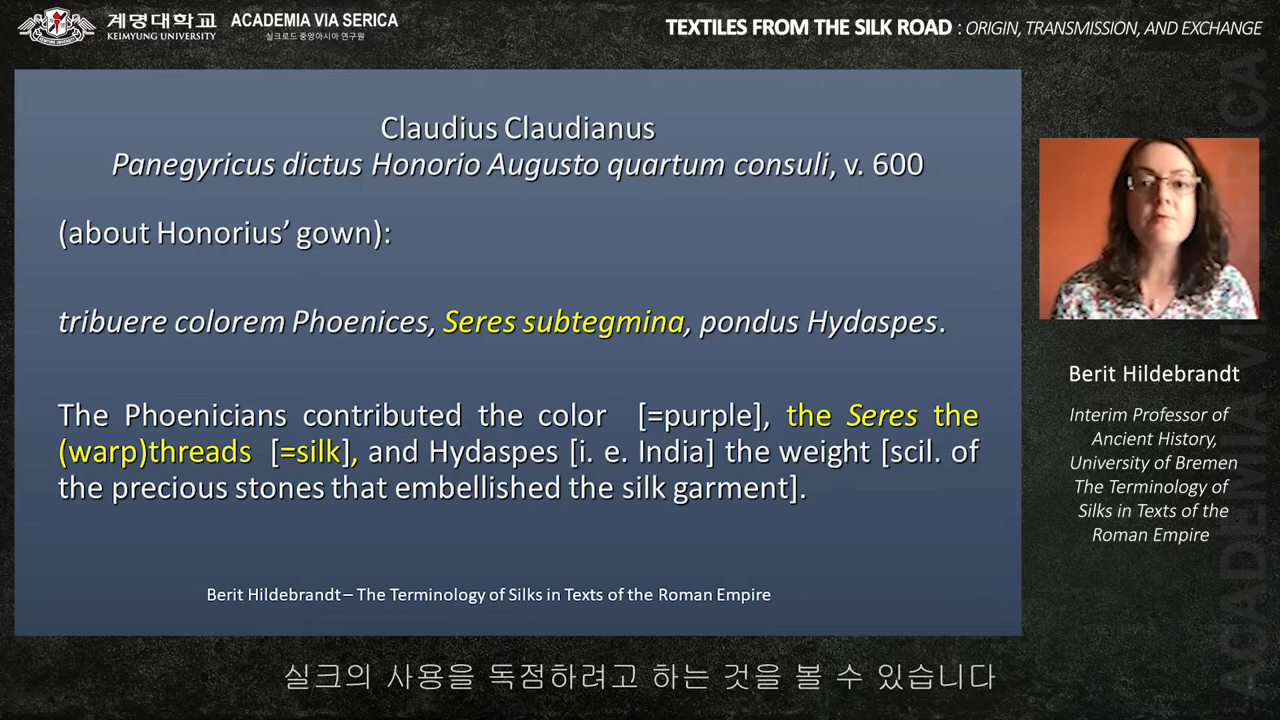 계명대학교
KEIMYUNG UNIVERSITY
ACADEMIA VIA SERICA
실크로드 중앙아시아 연구원
TEXTILES FROM THE SILK ROAD : ORIGIN, TRANSMISSION, AND EXCHANGE
Claudius Claudianus
Panegyricus dictus Honorio Augusto quartum consuli, v. 600
(about Honorius’ gown):
tribuere colorem Phoenices, Seres subtegmina, pondus Hydaspes.
The Phoenicians contributed the color [=purple], the Seres the
(warp)threads [=silk], and Hydaspes [i. e. India] the weight [scil. of
the precious stones that embellished the silk garment].
Berit Hildebrandt – The Terminology of Silks in Texts of the Roman Empire
Berit Hildebrandt
Interim Professor of
Ancient History,
University of Bremen
The Terminology of
Silks in Texts of the
Roman Empire
ACADEMIA VIA SERICA
실크의 사용을 독점하려고 하는 것을 볼 수 있습니다